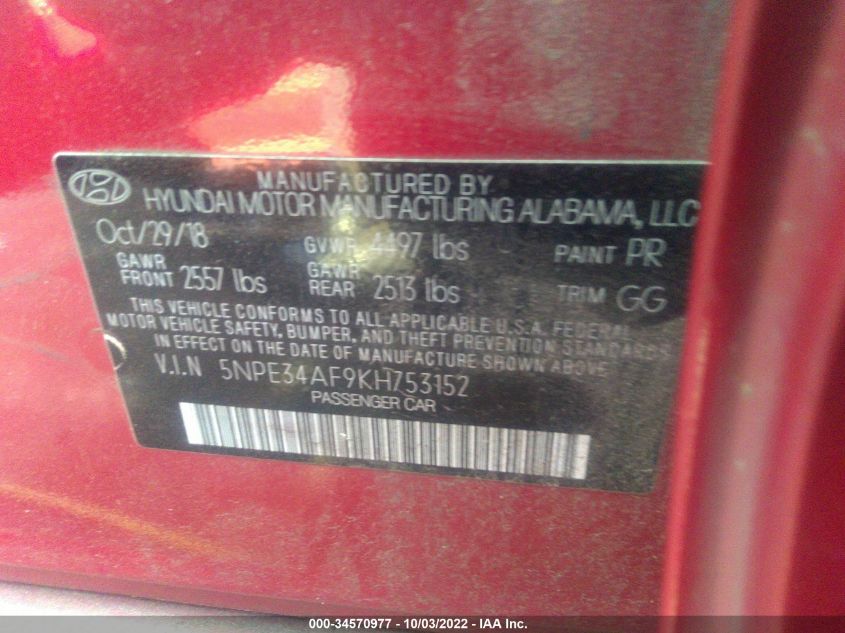 MANUFACTURED BY
HYUNDAI MOTOR MANUFACTURING ALABAMA, LLC
Oct/29/18 GVWR 4497 lbs PAINT PR
GAWR FRONT 2557 lbs GAWR REAR 2513 lbs TRIM GG
THIS VEHICLE CONFORMS TO ALL APPLICABLE U.S.A. FEDERAL
MOTOR VEHICLE SAFETY, BUMPER, AND THEFT PREVENTION STANDARDS
IN EFFECT ON THE DATE OF MANUFACTURE SHOWN ABOVE
V.I.N 5NPE34AF9KH753152
PASSENGER CAR
000-34570977 - 10/03/2022 - IAA Inc.